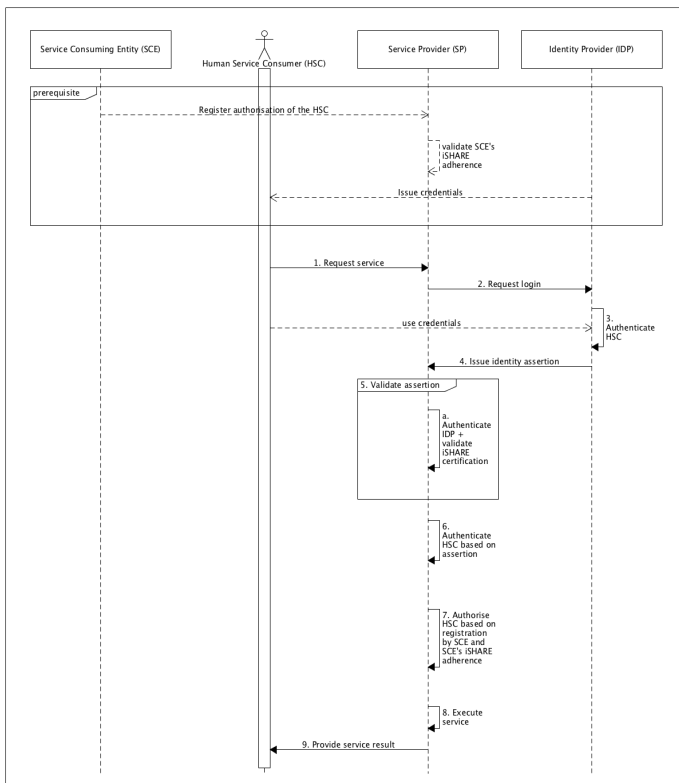 Service Consuming Entity (SCE)
Human Service Consumer (HSC)
Service Provider (SP)
Identity Provider (IDP)
prerequisite
Register authorisation of the HSC
validate SCE's
iSHARE
adherence
Issue credentials
1. Request service
2. Request login
3.
Authenticate
HSC
use credentials
4. Issue identity assertion
5. Validate assertion
a.
Authenticate
IDP +
validate
iSHARE
certification
6.
Authenticate
HSC based on
assertion
7. Authorise
HSC based on
registration
by SCE and
SCE's iSHARE
adherence
8. Execute
service
9. Provide service result